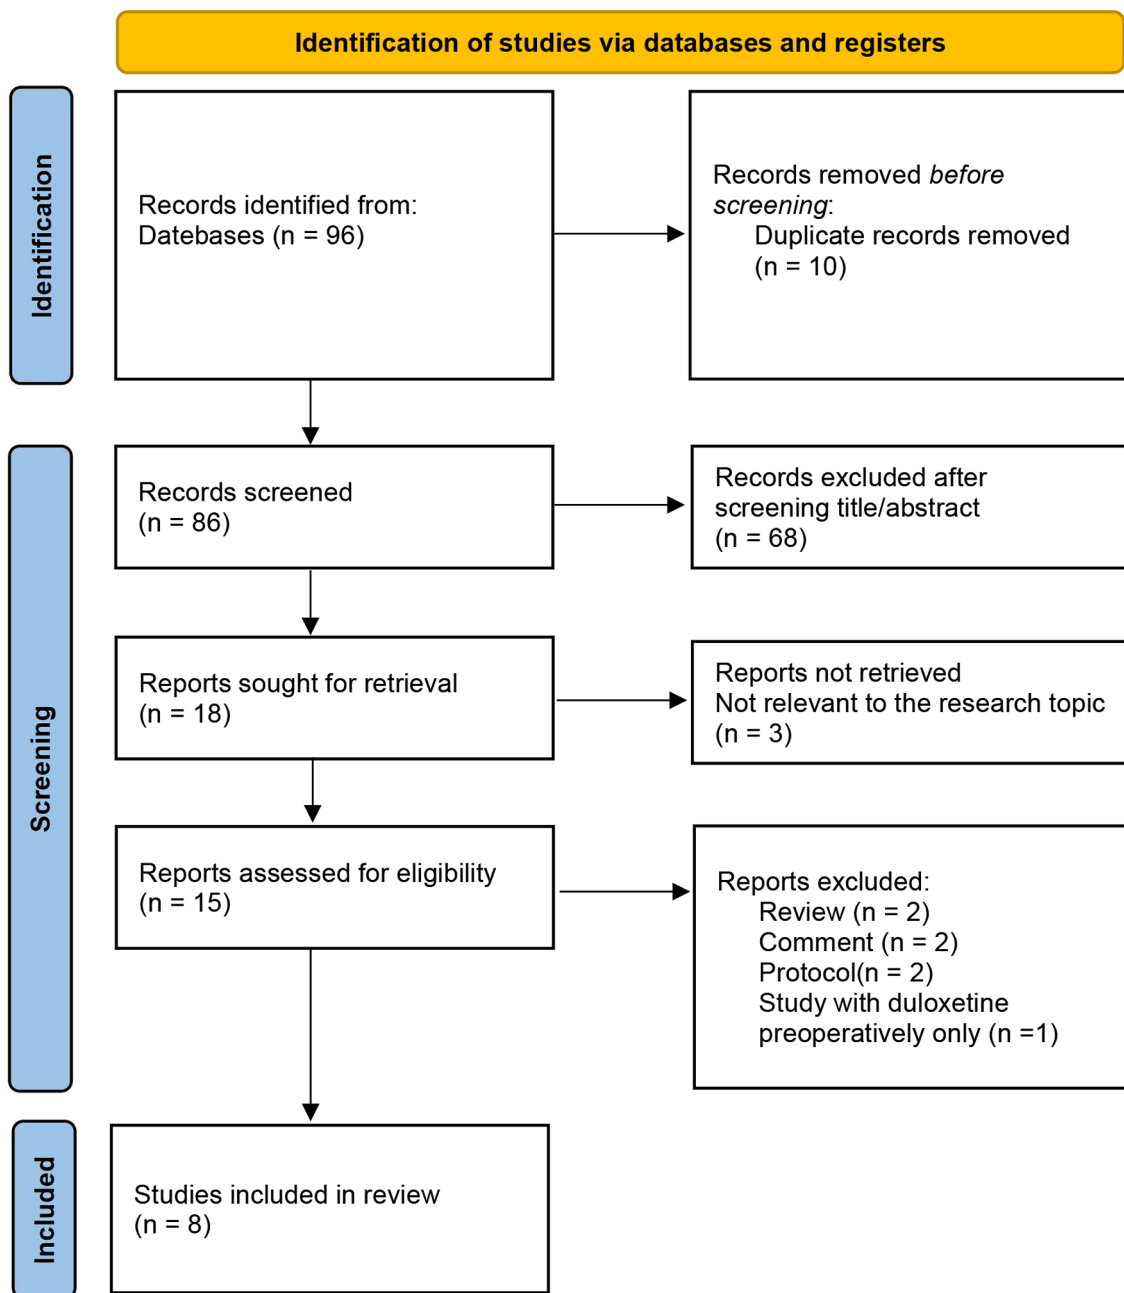 Identification of studies via databases and registers
Identification
Records identified from:
Datebases (n = 96)
Records removed before
screening:
Duplicate records removed
(n = 10)
Screening
Records screened
(n = 86)
Records excluded after
screening title/abstract
(n = 68)
Reports sought for retrieval
(n = 18)
Reports not retrieved
Not relevant to the research topic
(n = 3)
Reports assessed for eligibility
(n = 15)
Reports excluded:
Review (n = 2)
Comment (n = 2)
Protocol(n = 2)
Study with duloxetine
preoperatively only (n =1)
Included
Studies included in review
(n = 8)